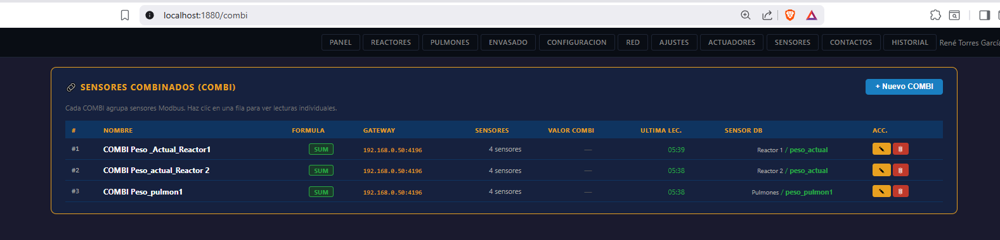 localhost:1880/combi
PANEL REACTORES PULMONES ENVASADO CONFIGURACION RED AJUSTES ACTUADORES SENSORES CONTACTOS HISTORIAL René Torres García
SENSORES COMBINADOS (COMBI) + Nuevo COMBI
Cada COMBI agrupa sensores Modbus. Haz clic en una fila para ver lecturas individuales.
# NOMBRE FORMULA GATEWAY SENSORES VALOR COMBI ULTIMA LEC. SENSOR DB ACC.
#1 COMBI Peso _Actual_Reactor1 SUM 192.168.0.50:4196 4 sensores — 05:39 Reactor 1 / peso_actual
#2 COMBI Peso_actual_Reactor 2 SUM 192.168.0.50:4196 4 sensores — 05:38 Reactor 2 / peso_actual
#3 COMBI Peso_pulmon1 SUM 192.168.0.50:4196 4 sensores — 05:38 Pulmones / peso_pulmon1